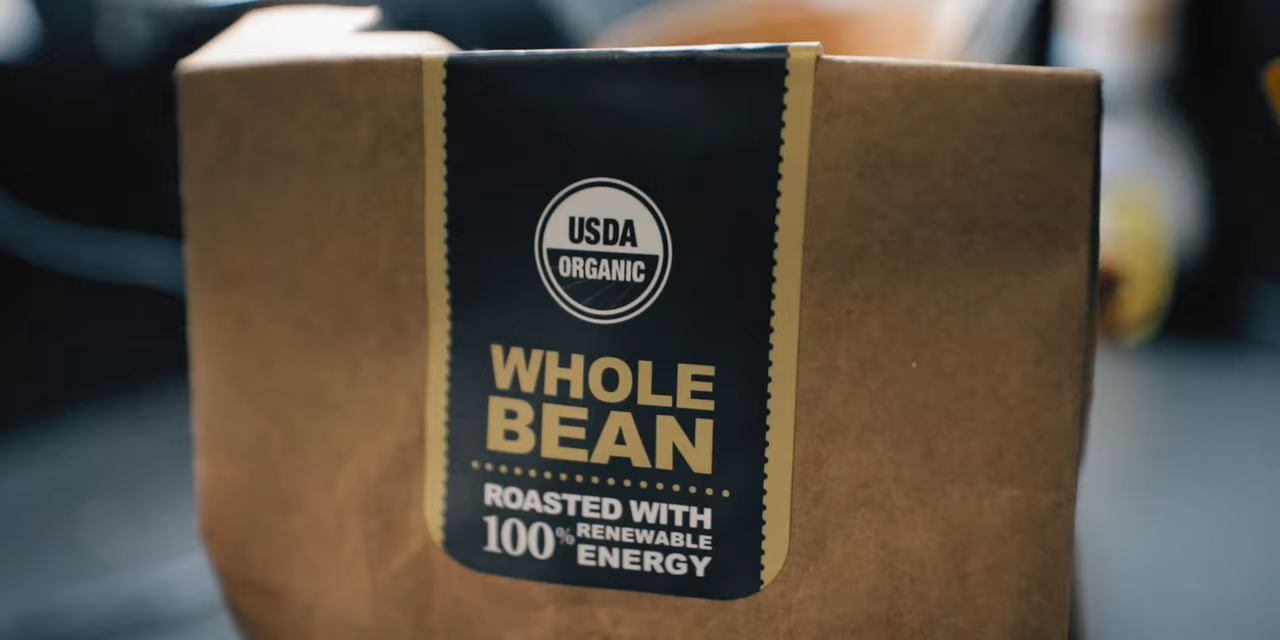 USDA
ORGANIC
WHOLE
BEAN
ROASTED WITH
100% RENEWABLE
ENERGY